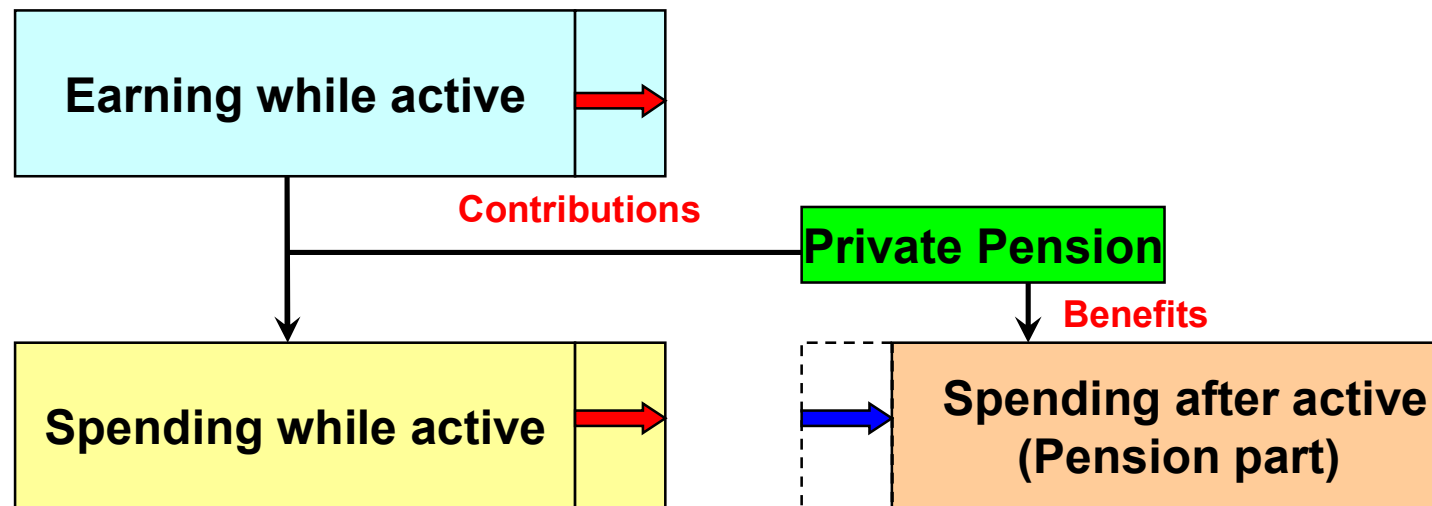 Earning while active
Contributions
Private Pension
Benefits
Spending while active
Spending after active
(Pension part)